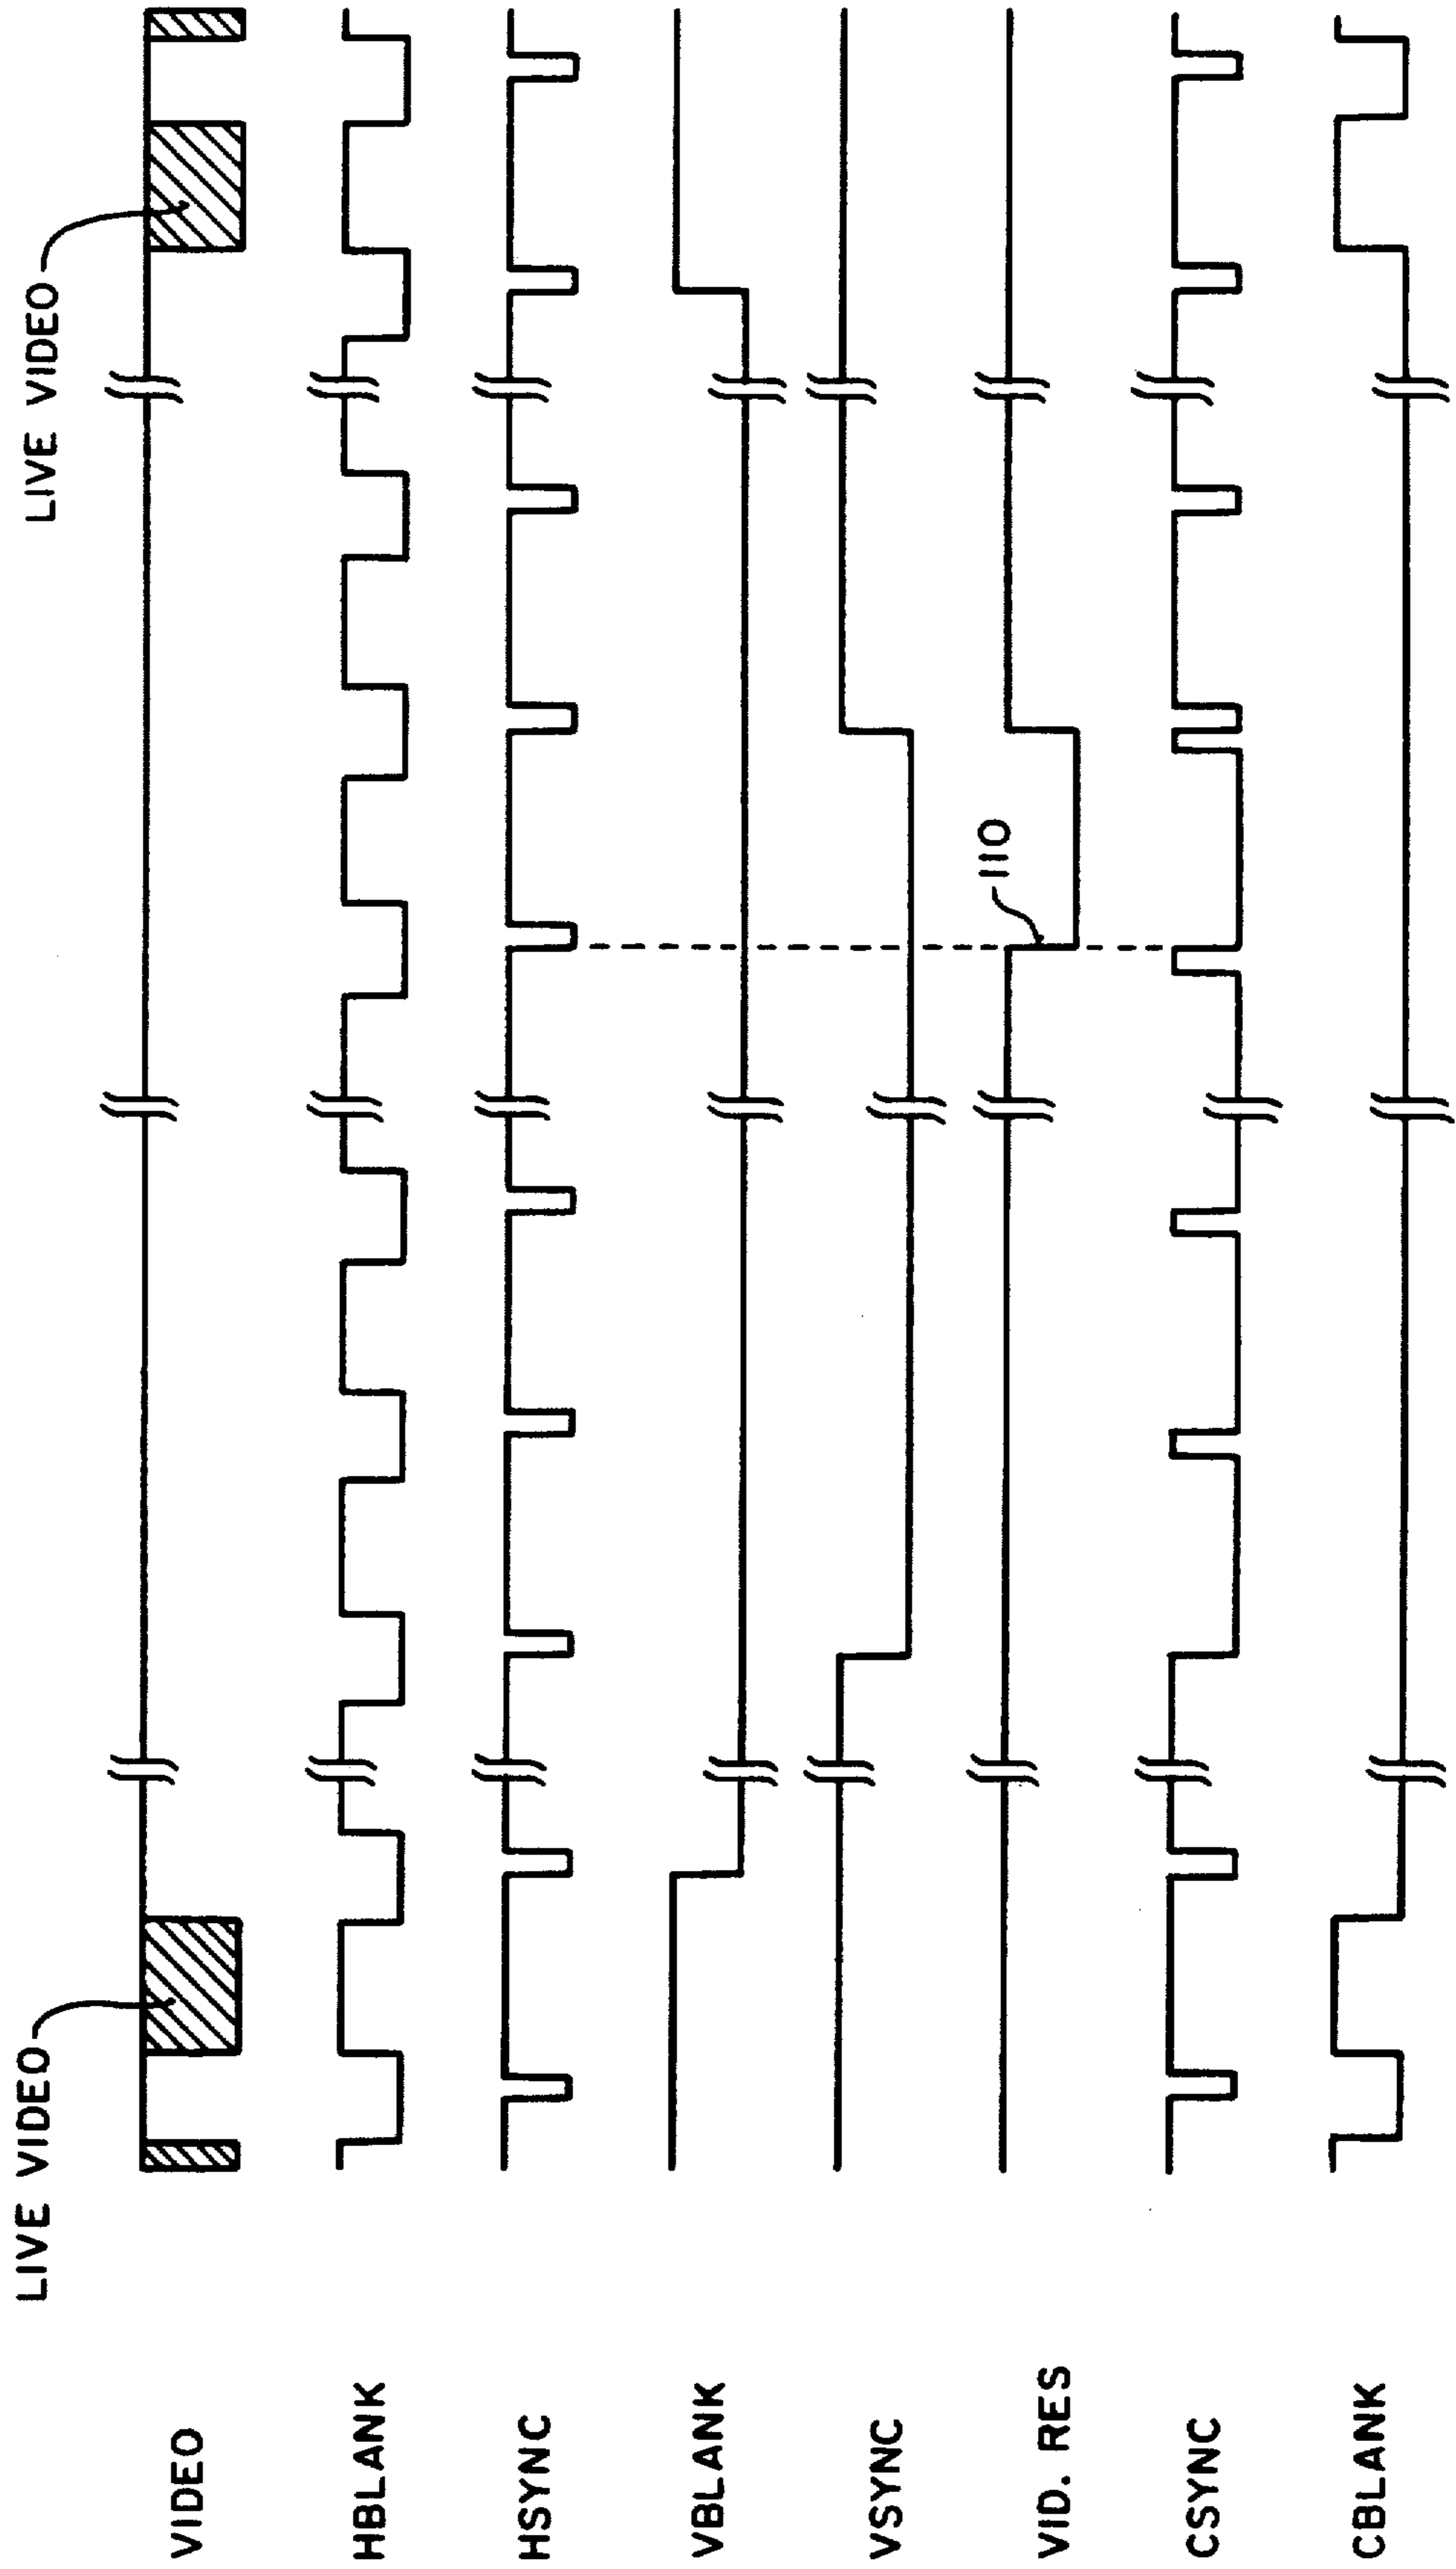 LIVE VIDEO
LIVE VIDEO
VIDEO
HBLANK
HSYNC
VBLANK
VSYNC
110
VID. RES
CSYNC
CBLANK